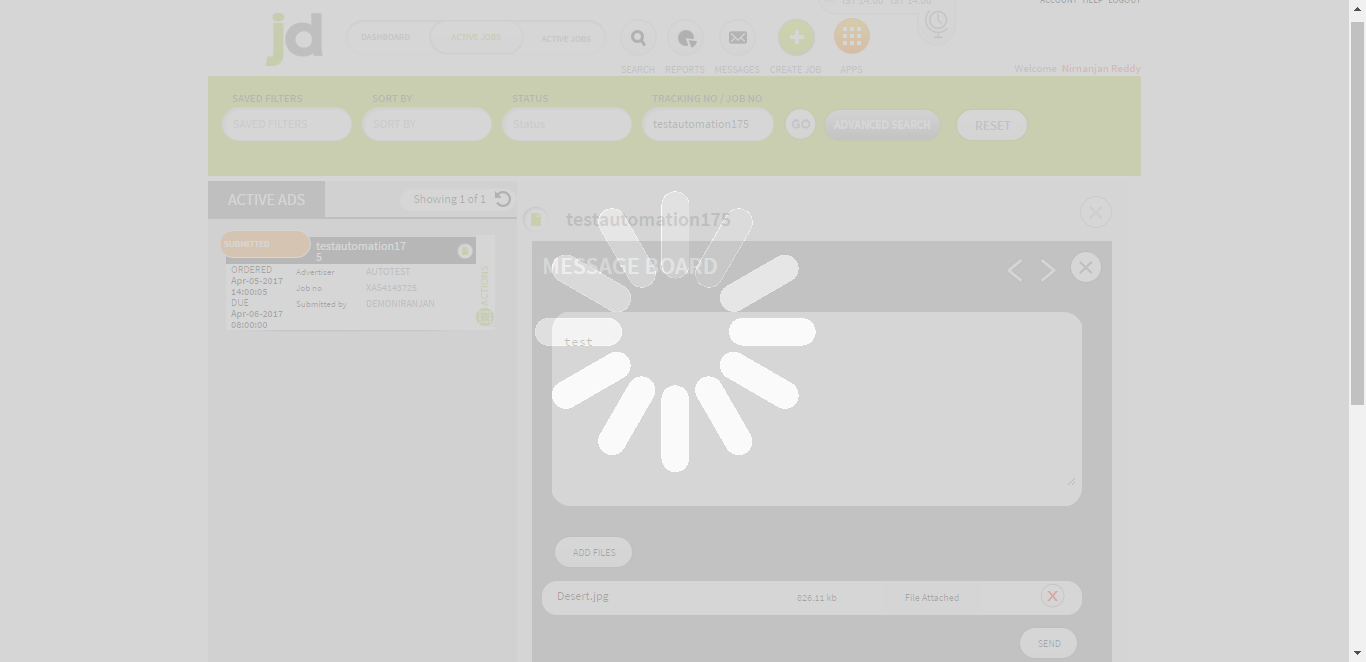 ACCOUNT HELP LOGOUT
jd
DASHBOARD
ACTIVE JOBS
ACTIVE JOBS
SEARCH
REPORTS
MESSAGES
CREATE JOB
APPS
Welcome Nirnanjan Reddy
SAVED FILTERS
SORT BY
STATUS
TRACKING NO / JOB NO
SAVED FILTERS
SORT BY
Status
testautomation175
GO
ADVANCED SEARCH
RESET
ACTIVE ADS
Showing 1 of 1
SUBMITTED
testautomation17
5
ORDERED
Apr-05-2017
14:00:05
DUE
Apr-06-2017
08:00:00
Advertiser AUTOTEST
Job no XAS4143725
Submitted by DEMONIRANJAN
ACTIONS
testautomation175
MESSAGE BOARD
test
ADD FILES
Desert.jpg
826.11 kb
File Attached
X
SEND